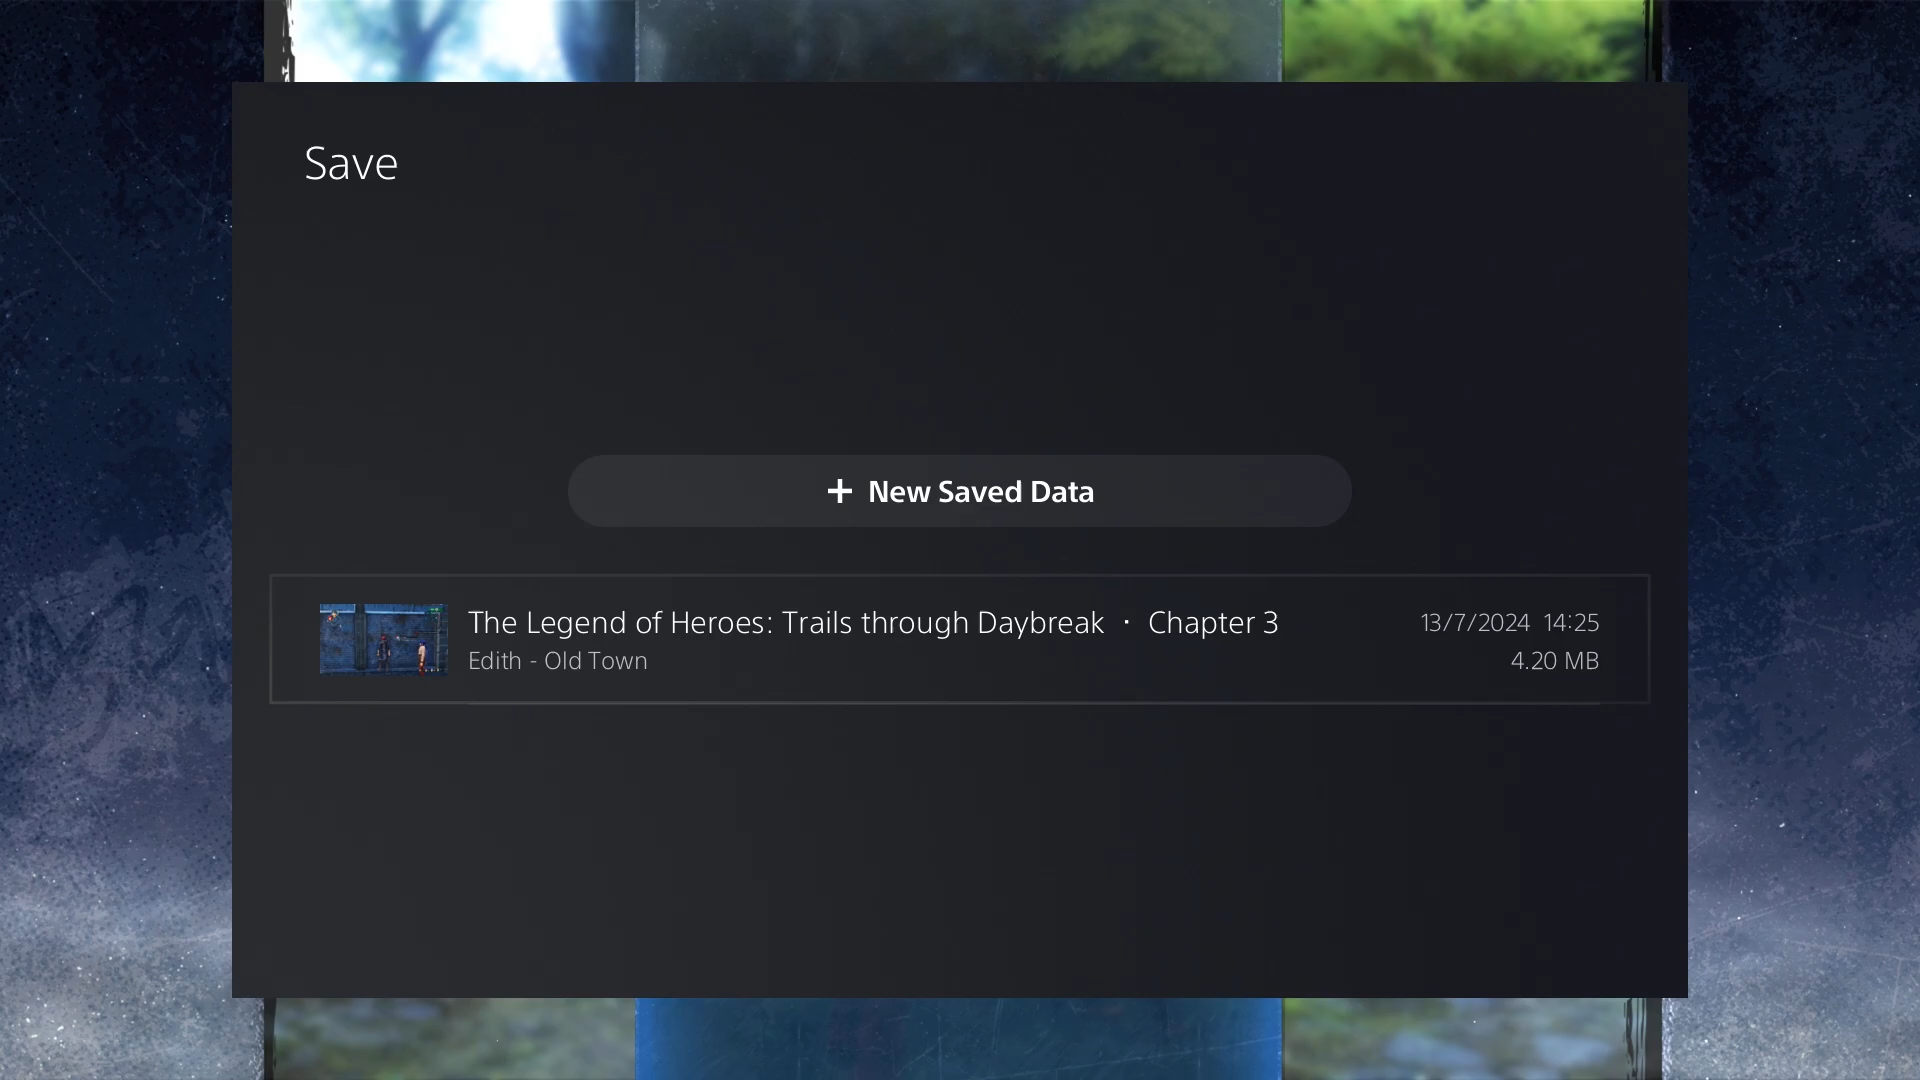 Save
+ New Saved Data
The Legend of Heroes: Trails through Daybreak · Chapter 3
13/7/2024 14:25
Edith - Old Town
4.20 MB